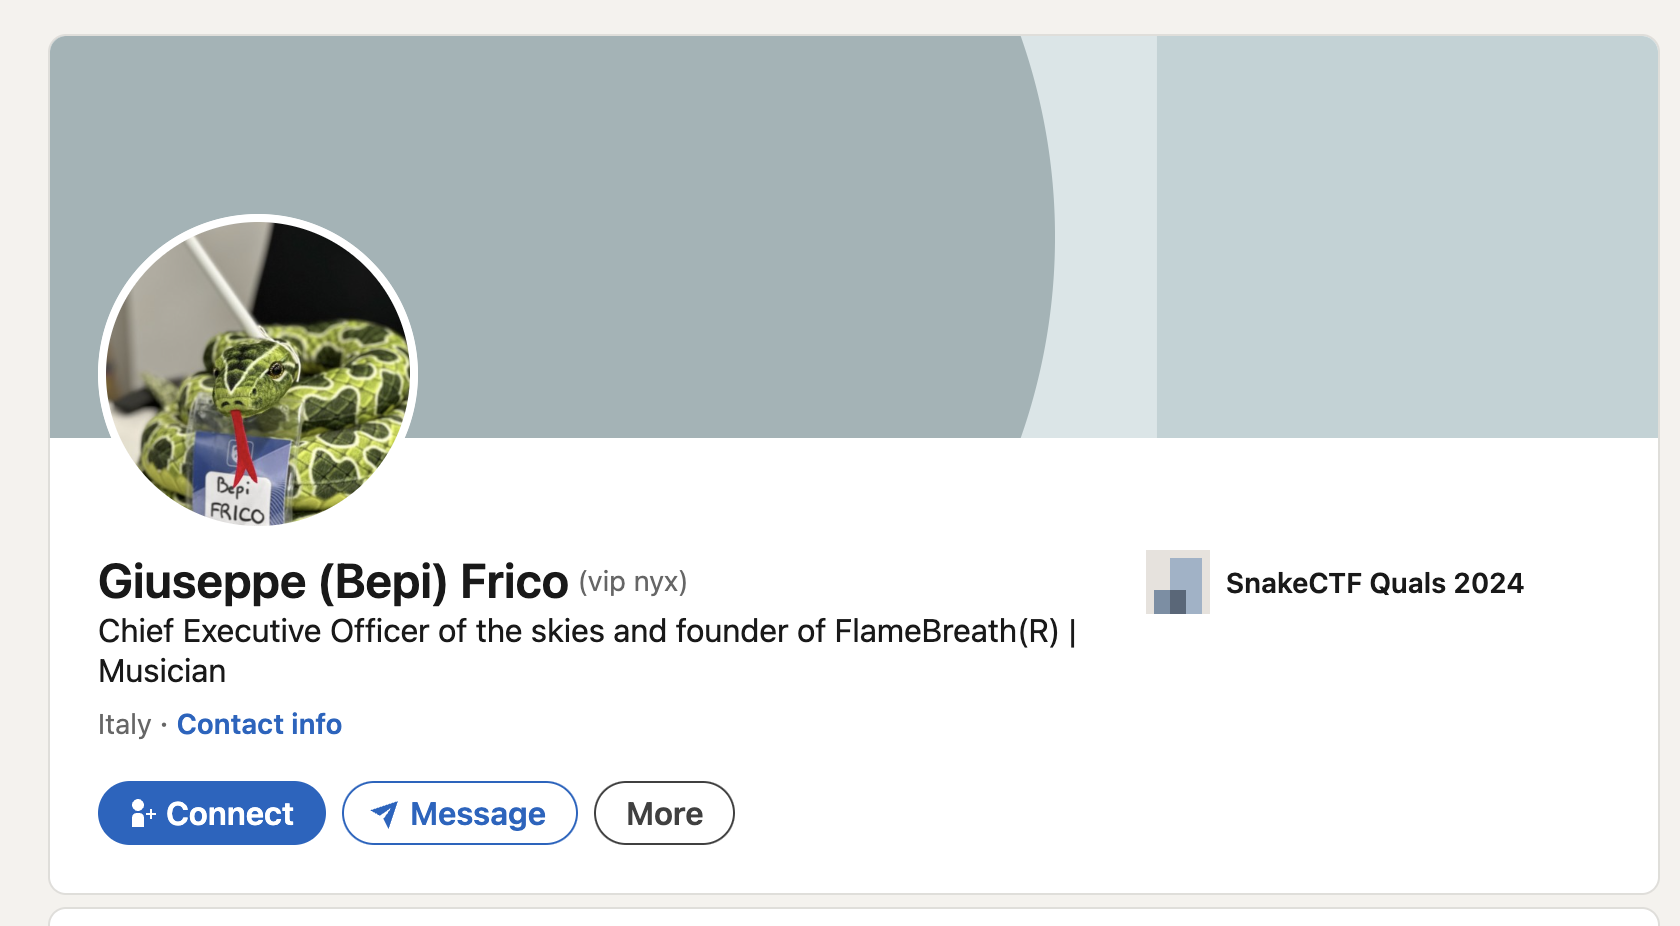 Bepi
FRICO
Giuseppe (Bepi) Frico (vip nyx)
SnakeCTF Quals 2024
Chief Executive Officer of the skies and founder of FlameBreath(R) |
Musician
Italy · Contact info
Connect
Message
More